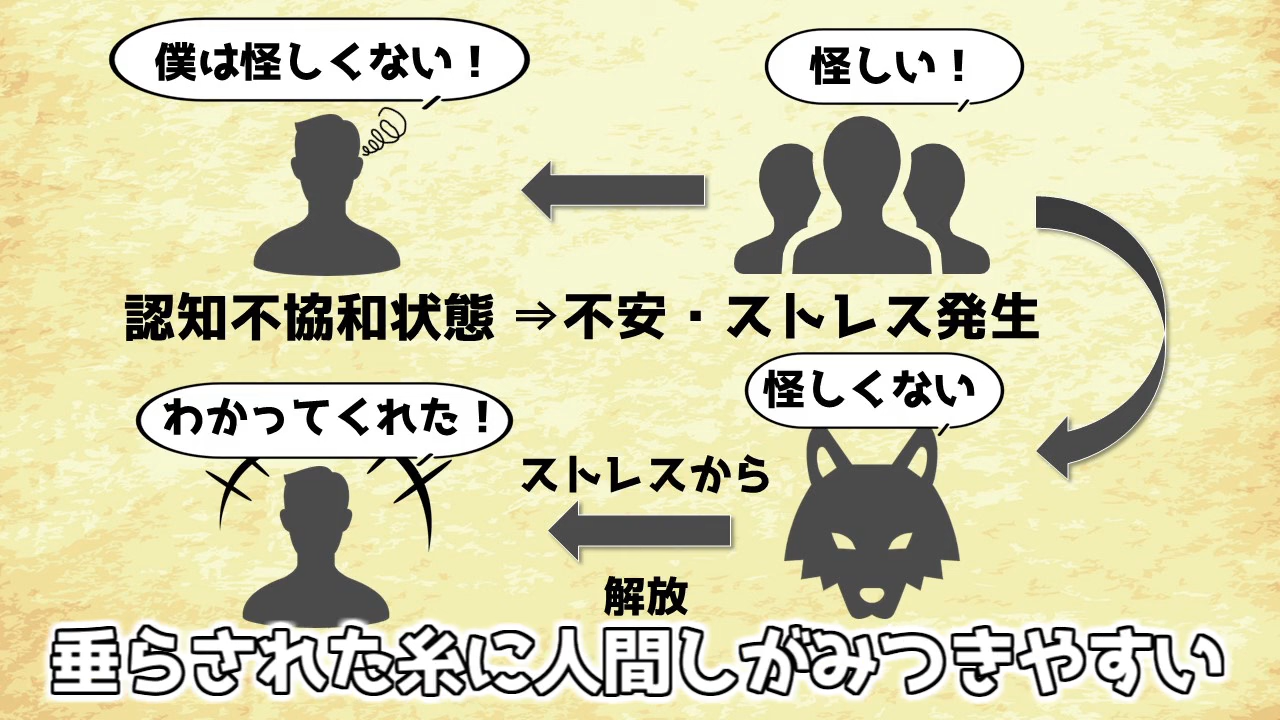 僕は怪しくない！
怪しい！
認知不協和状態 ⇒不安・ストレス発生
怪しくない
わかってくれた！
ストレスから
解放
垂らされた糸に人間しがみつきやすい